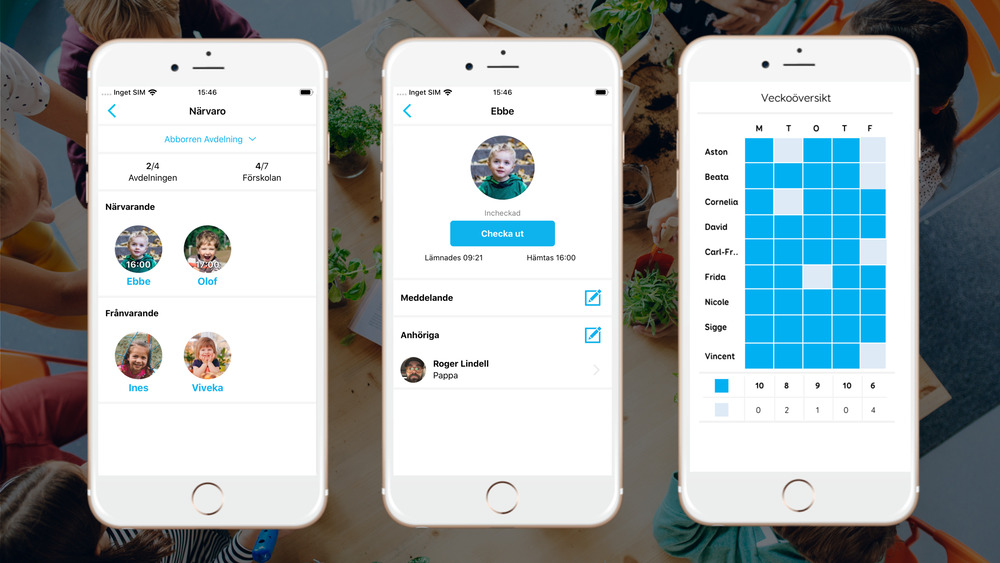 .... Inget SIM 15:46
Närvaro
Abborren Avdelning
2/4 4/7
Avdelningen Förskolan
Närvarande
16:00 17:00
Ebbe Olof
Frånvarande
Ines Viveka
.... Inget SIM 15:46
Ebbe
Incheckad
Checka ut
Lämnades 09:21 Hämtas 16:00
Meddelande
Anhöriga
Roger Lindell
Pappa
Veckoöversikt
M T O T F
Aston
Beata
Cornelia
David
Carl-Fr..
Frida
Nicole
Sigge
Vincent
10 8 9 10 6
0 2 1 0 4